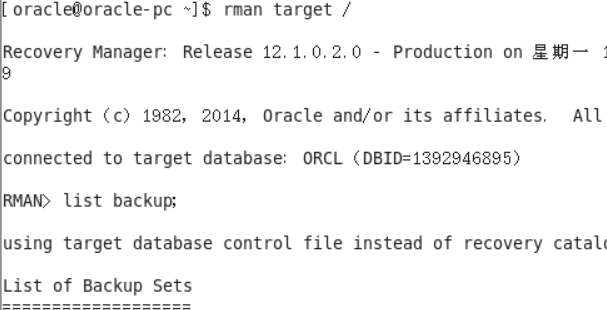 [oracle@oracle-pc ~]$ rman target /
Recovery Manager: Release 12.1.0.2.0 - Production on 星期一 1
9
Copyright (c) 1982, 2014, Oracle and/or its affiliates.  All
connected to target database: ORCL (DBID=1392946895)
RMAN> list backup;
using target database control file instead of recovery catalo
List of Backup Sets
===================